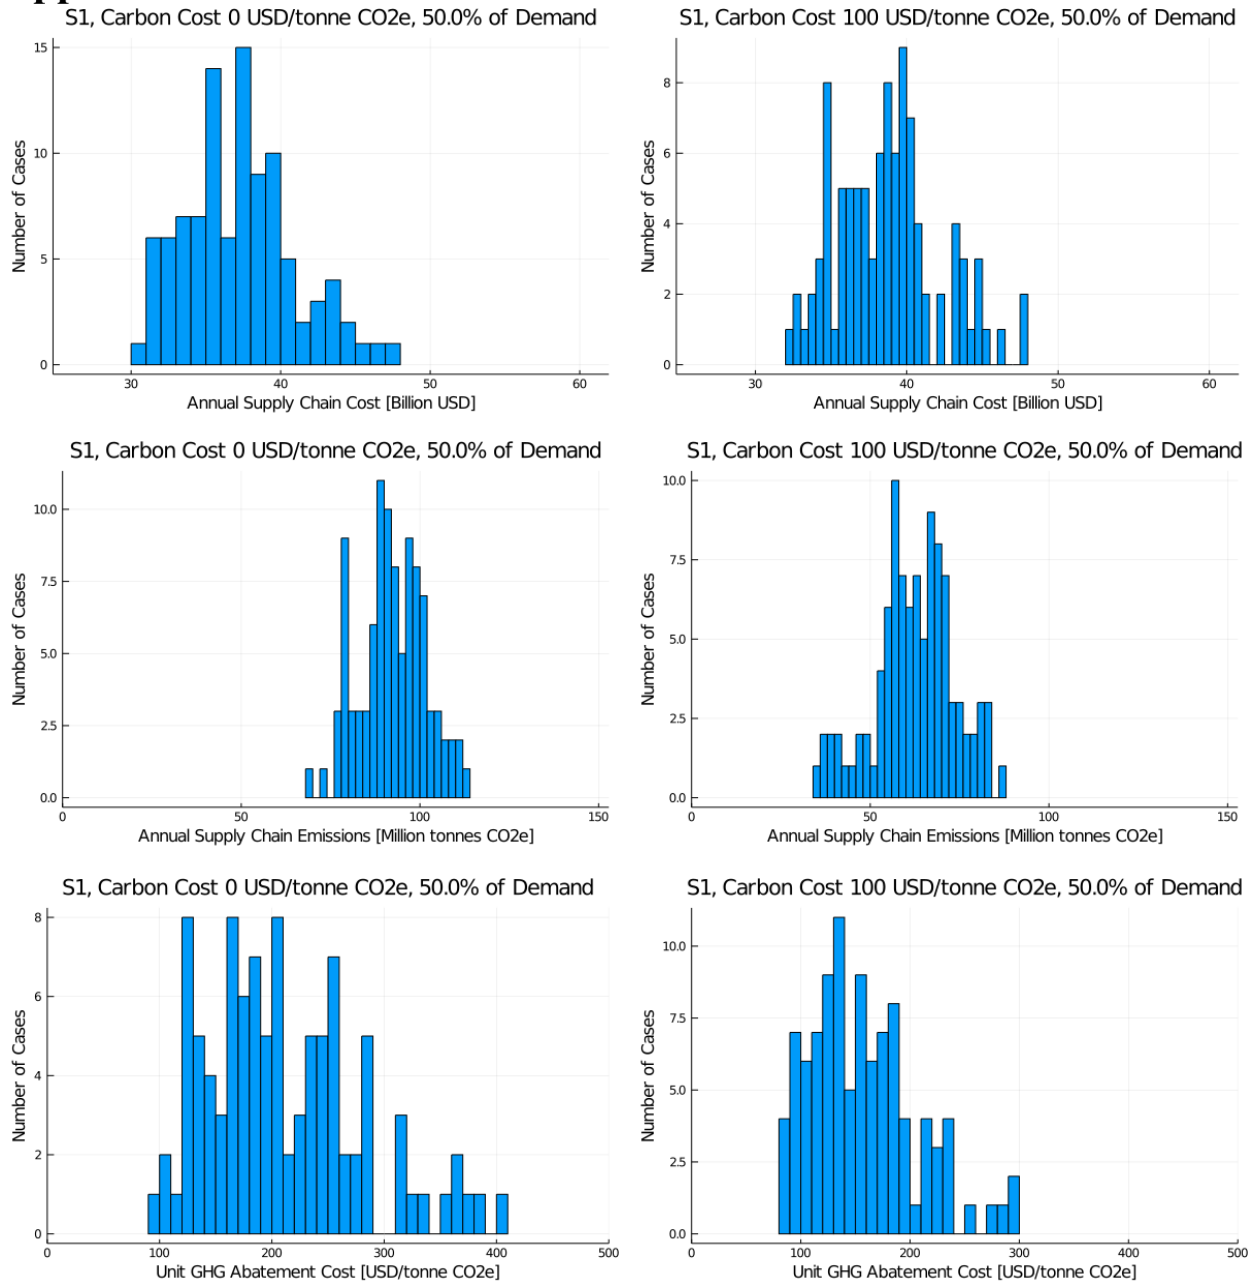 S1, Carbon Cost 0 USD/tonne CO2e, 50.0% of Demand
15
10
5
0
Number of Cases
30 40 50 60
Annual Supply Chain Cost [Billion USD]
S1, Carbon Cost 100 USD/tonne CO2e, 50.0% of Demand
8
6
4
2
0
Number of Cases
30 40 50 60
Annual Supply Chain Cost [Billion USD]
S1, Carbon Cost 0 USD/tonne CO2e, 50.0% of Demand
10.0
7.5
5.0
2.5
0.0
Number of Cases
0 50 100 150
Annual Supply Chain Emissions [Million tonnes CO2e]
S1, Carbon Cost 100 USD/tonne CO2e, 50.0% of Demand
10.0
7.5
5.0
2.5
0.0
Number of Cases
0 50 100 150
Annual Supply Chain Emissions [Million tonnes CO2e]
S1, Carbon Cost 0 USD/tonne CO2e, 50.0% of Demand
8
6
4
2
0
Number of Cases
0 100 200 300 400 500
Unit GHG Abatement Cost [USD/tonne CO2e]
S1, Carbon Cost 100 USD/tonne CO2e, 50.0% of Demand
10.0
7.5
5.0
2.5
0.0
Number of Cases
0 100 200 300 400 500
Unit GHG Abatement Cost [USD/tonne CO2e]